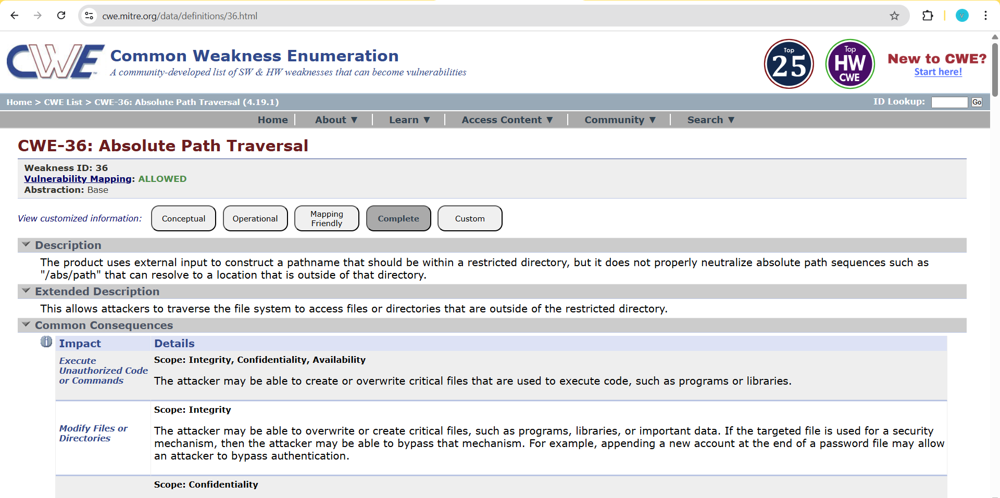 cwe.mitre.org/data/definitions/36.html
V
CWE
Common Weakness Enumeration
A community-developed list of SW & HW weaknesses that can become vulnerabilities
Top
25
Top
HW
CWE
New to CWE?
Start here!
Home > CWE List > CWE-36: Absolute Path Traversal (4.19.1)
ID Lookup:
Go
Home
About ▼
Learn ▼
Access Content ▼
Community ▼
Search ▼
CWE-36: Absolute Path Traversal
Weakness ID: 36
Vulnerability Mapping: ALLOWED
Abstraction: Base
View customized information:
Conceptual
Operational
Mapping
Friendly
Complete
Custom
Description
The product uses external input to construct a pathname that should be within a restricted directory, but it does not properly neutralize absolute path sequences such as
"/abs/path" that can resolve to a location that is outside of that directory.
Extended Description
This allows attackers to traverse the file system to access files or directories that are outside of the restricted directory.
Common Consequences
Impact
Details
Execute
Unauthorized Code
or Commands
Scope: Integrity, Confidentiality, Availability
The attacker may be able to create or overwrite critical files that are used to execute code, such as programs or libraries.
Modify Files or
Directories
Scope: Integrity
The attacker may be able to overwrite or create critical files, such as programs, libraries, or important data. If the targeted file is used for a security
mechanism, then the attacker may be able to bypass that mechanism. For example, appending a new account at the end of a password file may allow
an attacker to bypass authentication.
Scope: Confidentiality